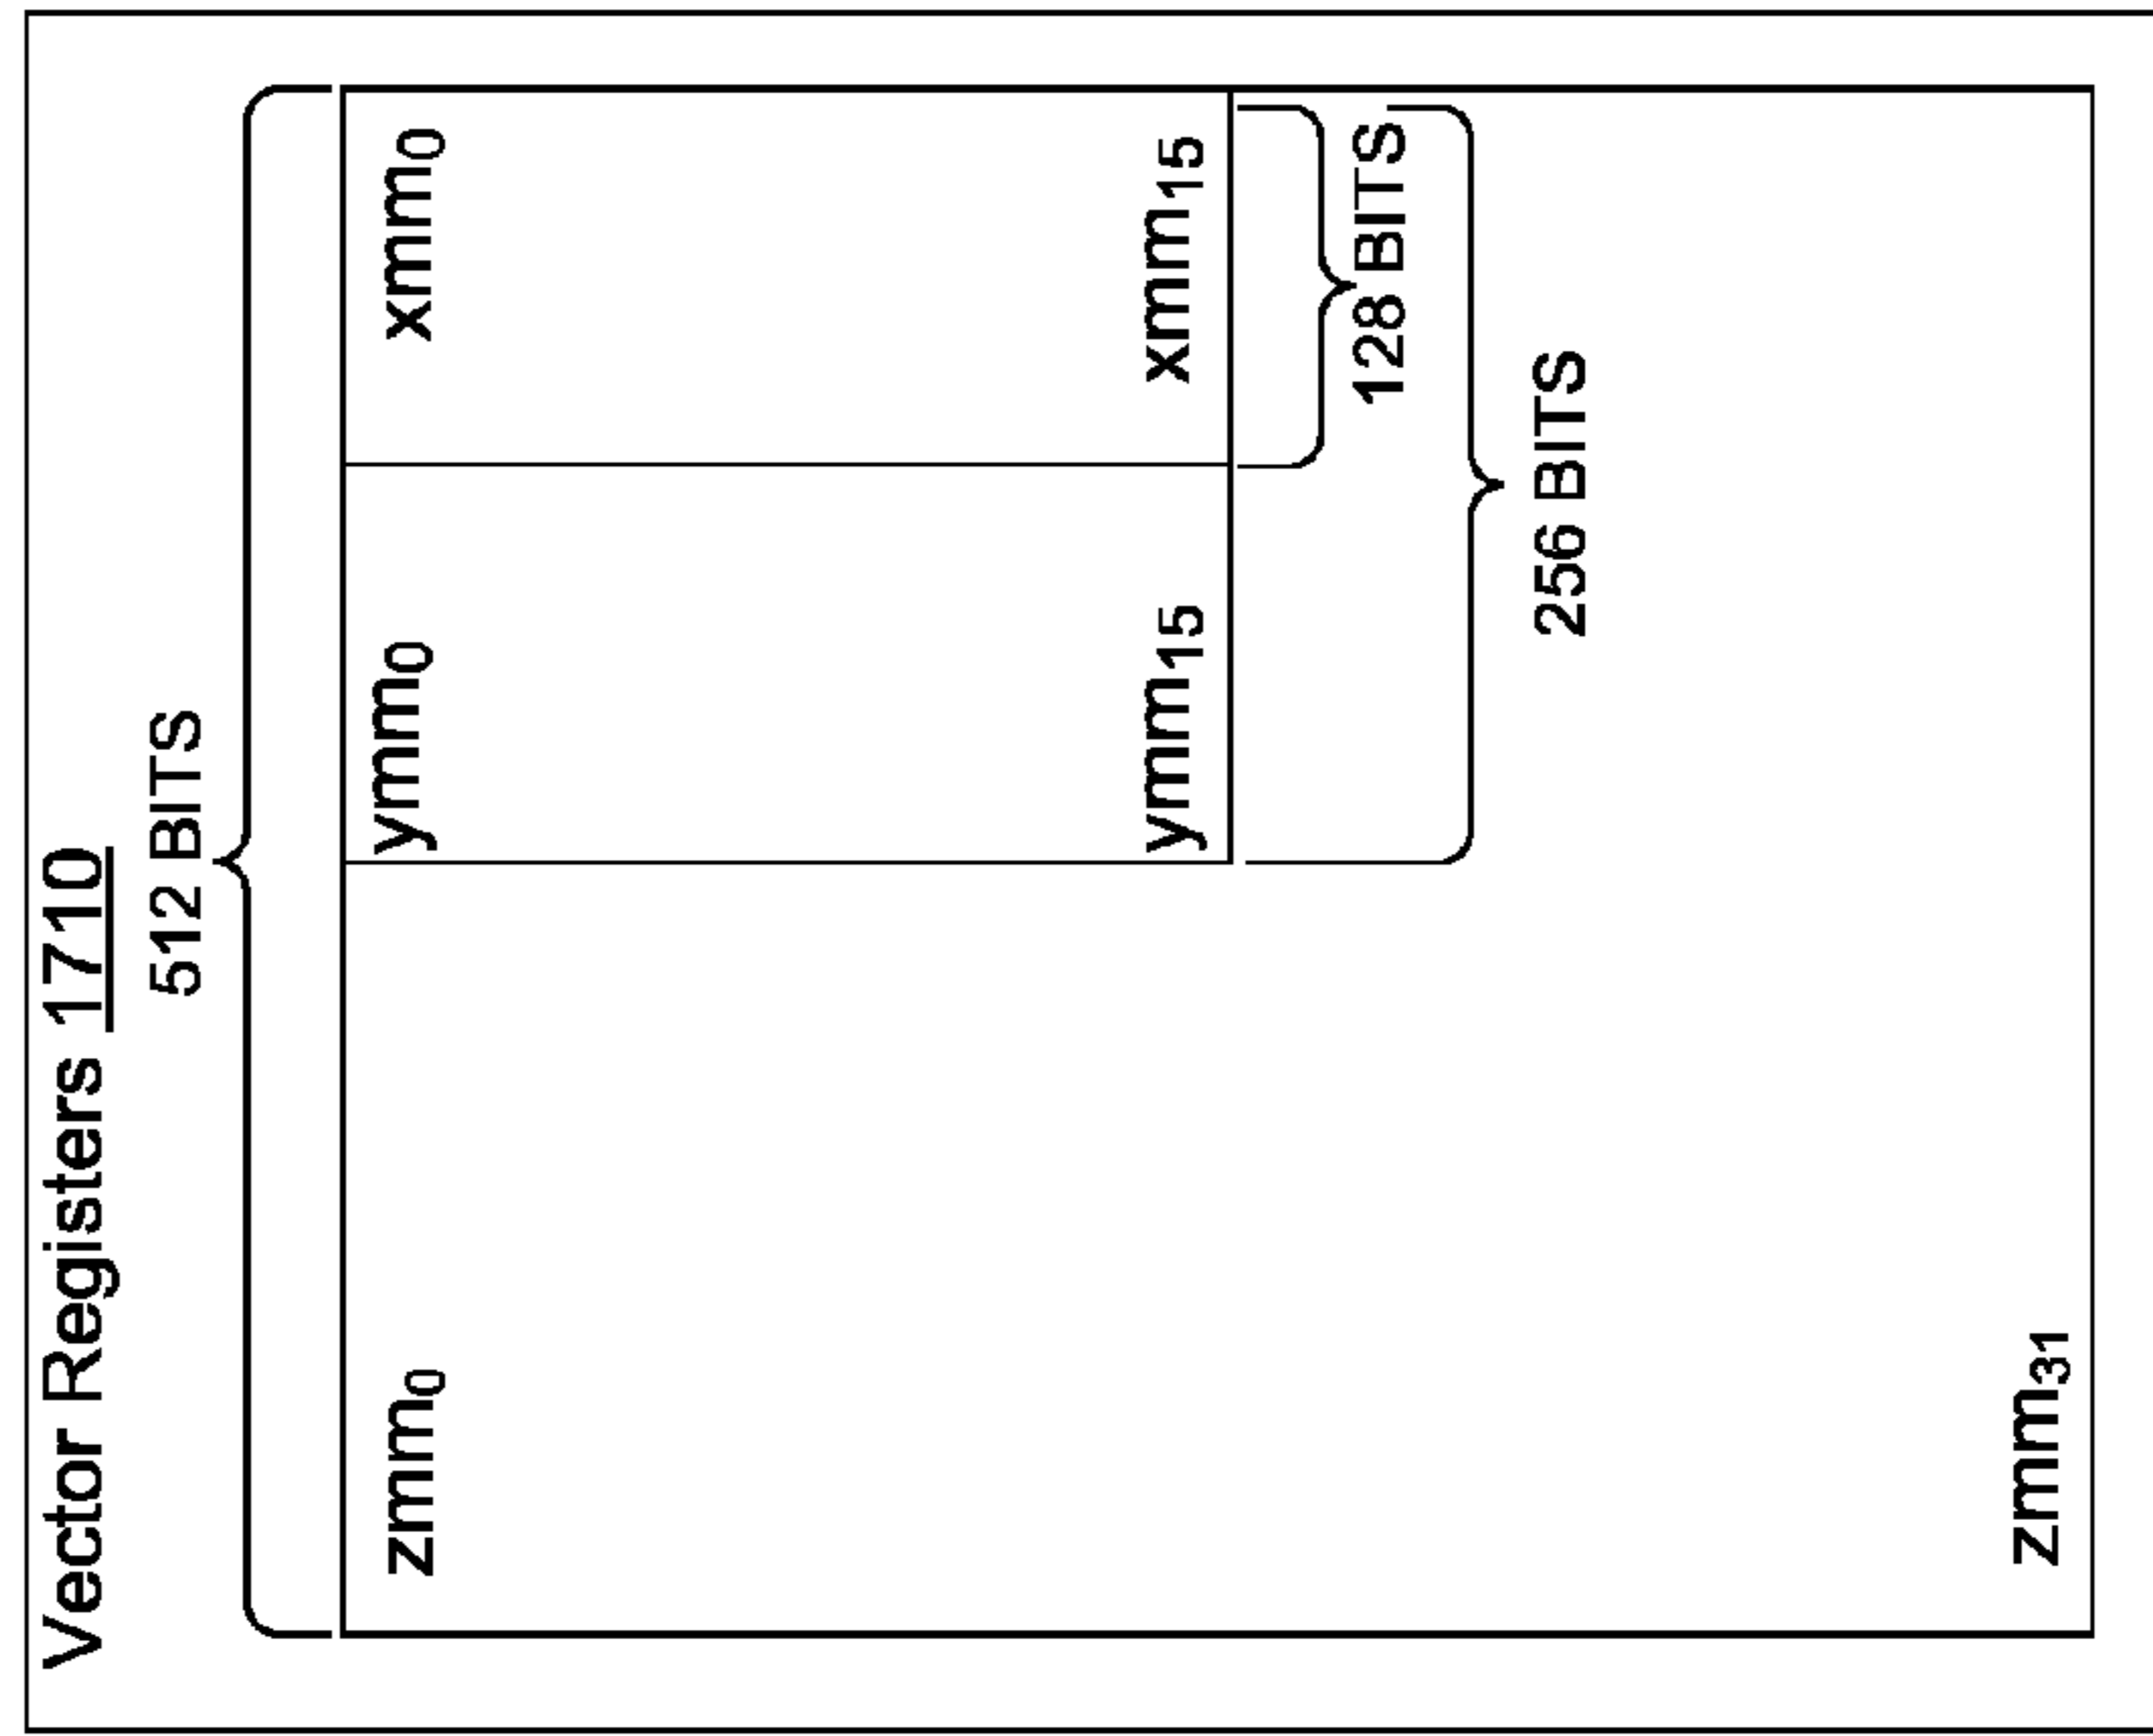 Vector Registers 1710
512 BITS
zmm0 ymm0 xmm0
ymm15 xmm15
128 BITS
256 BITS
zmm31